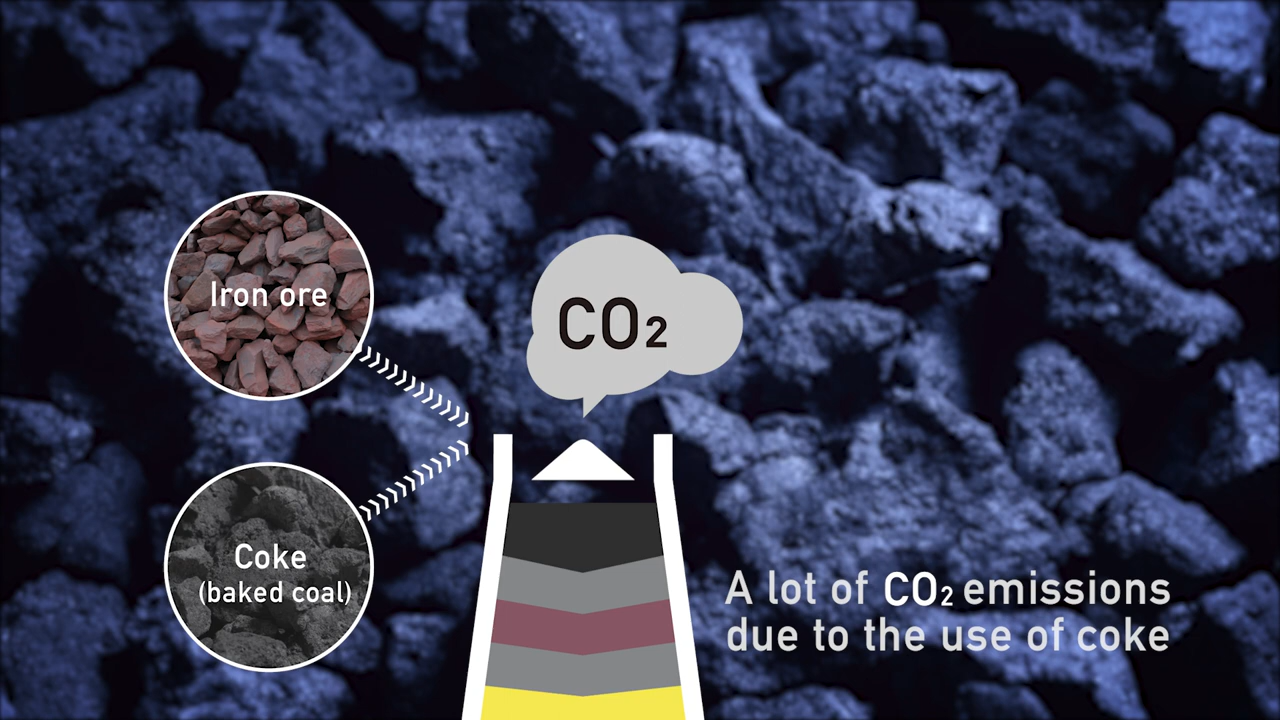 Iron ore
CO₂
Coke
(baked coal)
A lot of CO₂ emissions
due to the use of coke